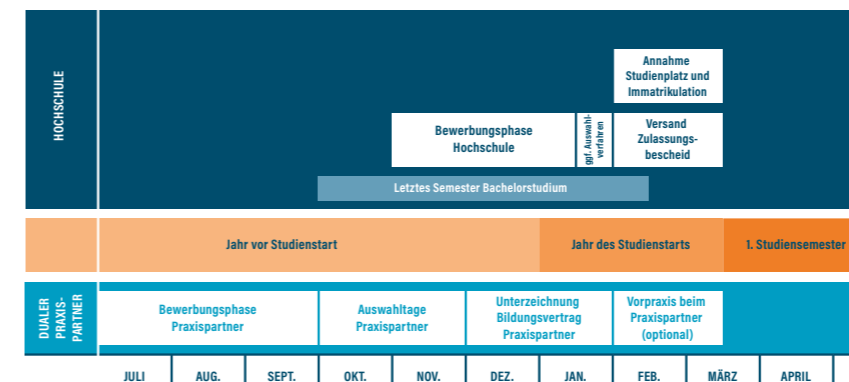 HOCHSCHULE
Annahme
Studienplatz und
Immatrikulation
Bewerbungsphase
Hochschule
ggf. Auswahl-
verfahren
Versand
Zulassungs-
bescheid
Letztes Semester Bachelorstudium
Jahr vor Studienstart
Jahr des Studienstarts
1. Studiensemester
DUALER
PRAXIS-
PARTNER
Bewerbungsphase
Praxispartner
Auswahltage
Praxispartner
Unterzeichnung
Bildungsvertrag
Praxispartner
Vorpraxis beim
Praxispartner
(optional)
JULI AUG. SEPT. OKT. NOV. DEZ. JAN. FEB. MÄRZ APRIL